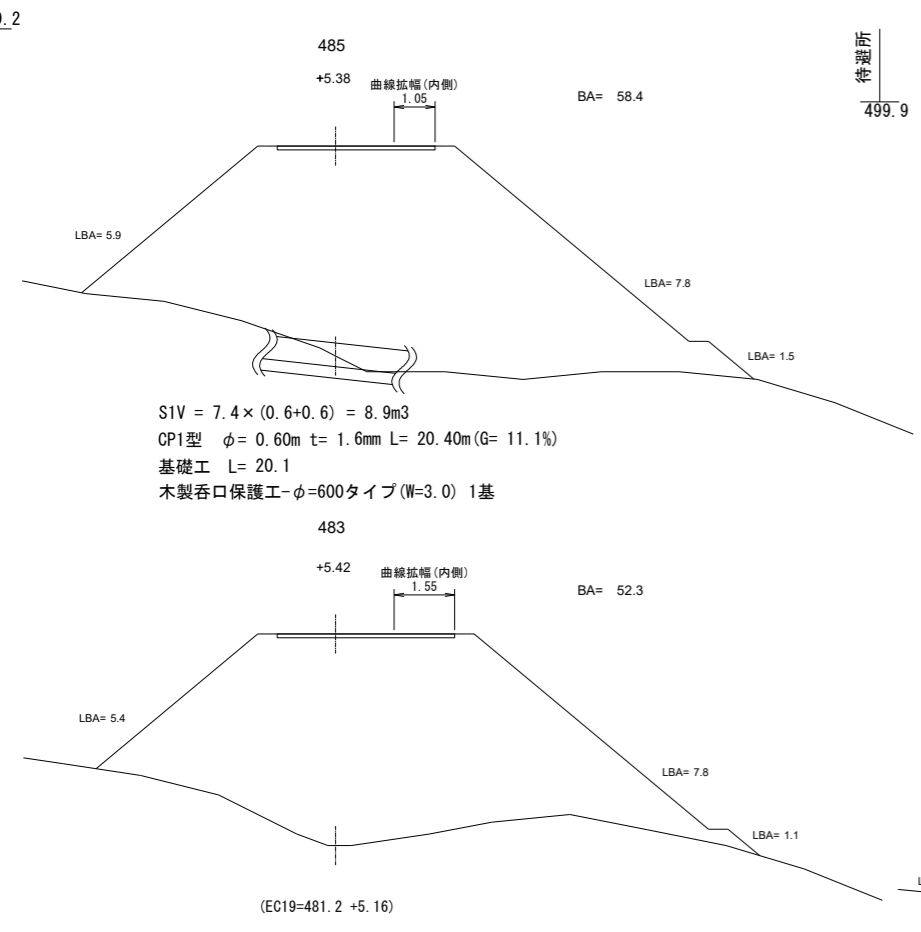 485
+5.38
曲線拡幅(内側)
1.05
BA= 58.4
待避所
499.9
LBA= 5.9
LBA= 7.8
LBA= 1.5
S1V = 7.4×(0.6+0.6) = 8.9m3
CP1型 φ= 0.60m t= 1.6mm L= 20.40m(G= 11.1%)
基礎工 L= 20.1
木製呑口保護工-φ=600タイプ(W=3.0) 1基
483
+5.42
曲線拡幅(内側)
1.55
BA= 52.3
LBA= 5.4
LBA= 7.8
LBA= 1.1
(EC19=481.2 +5.16)